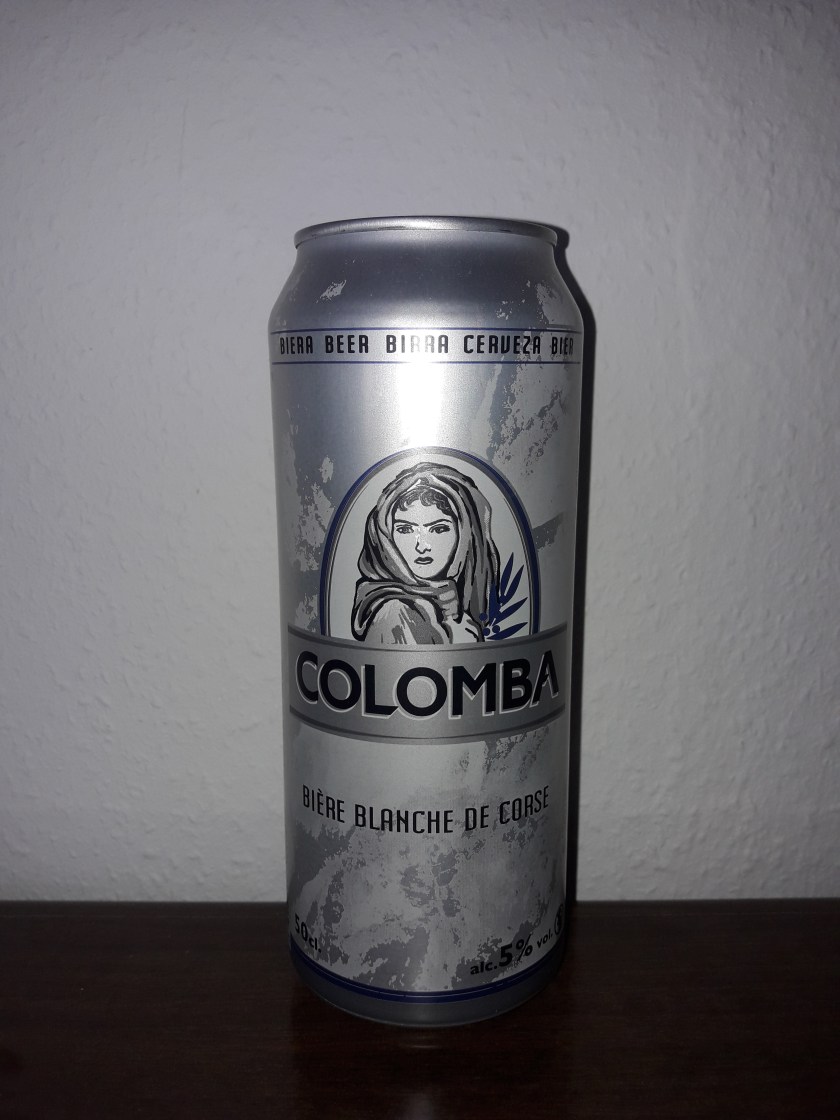 BIERA BEER BIRRA CERVEZA BIER
COLOMBA
BIÈRE BLANCHE DE CORSE
50cl.
alc.5% vol.